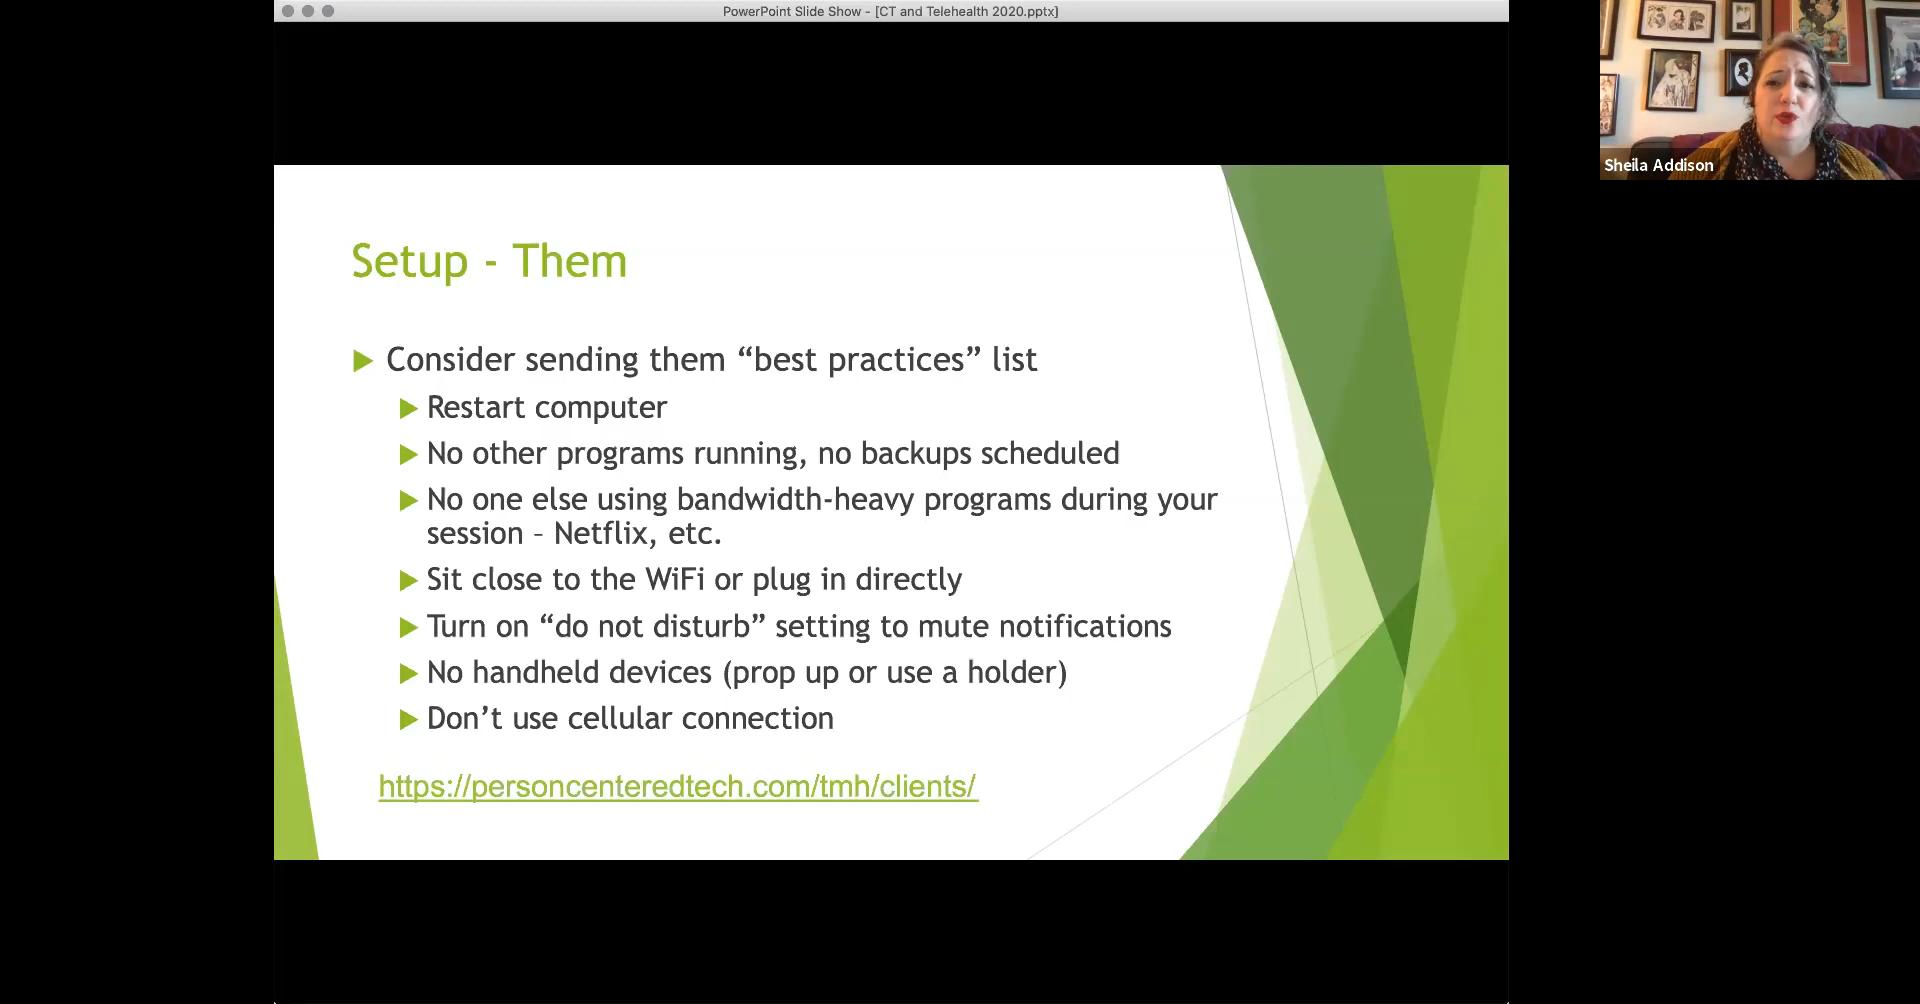 PowerPoint Slide Show - [CT and Telehealth 2020.pptx]
Sheila Addison
Setup - Them
Consider sending them “best practices” list
Restart computer
No other programs running, no backups scheduled
No one else using bandwidth-heavy programs during your
session – Netflix, etc.
Sit close to the WiFi or plug in directly
Turn on “do not disturb” setting to mute notifications
No handheld devices (prop up or use a holder)
Don’t use cellular connection
https://personcenteredtech.com/tmh/clients/